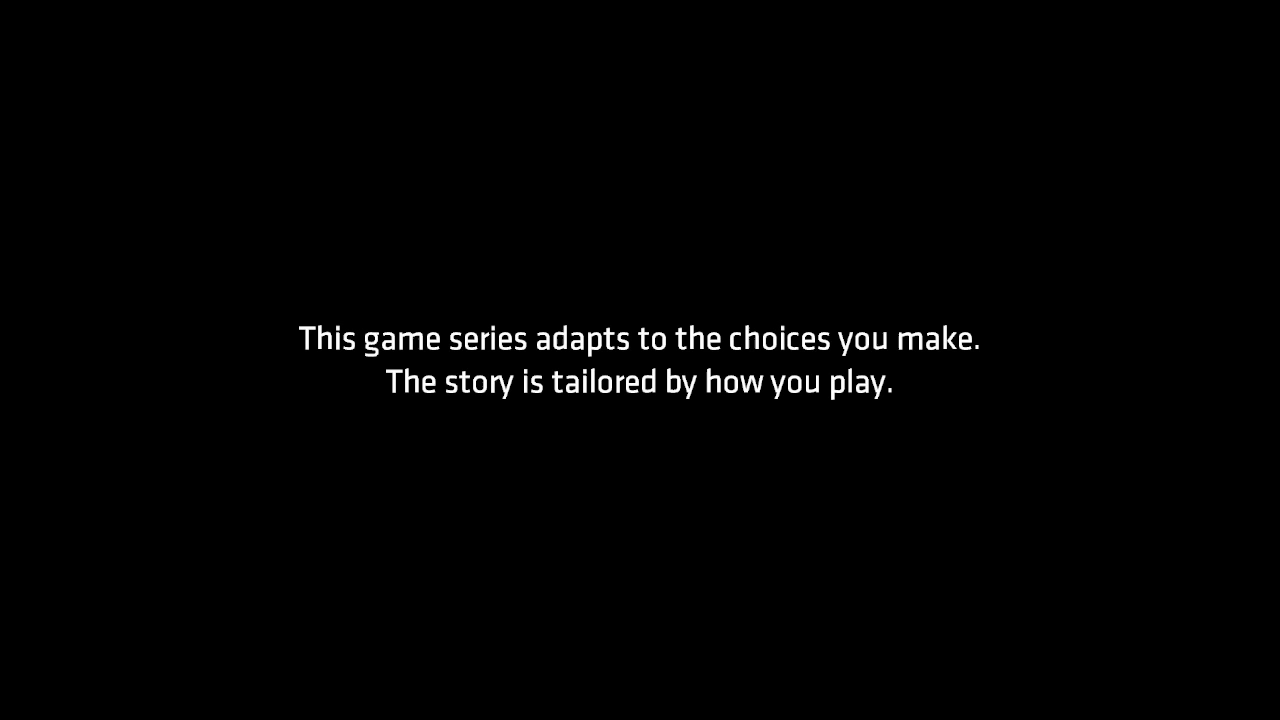 This game series adapts to the choices you make.
The story is tailored by how you play.